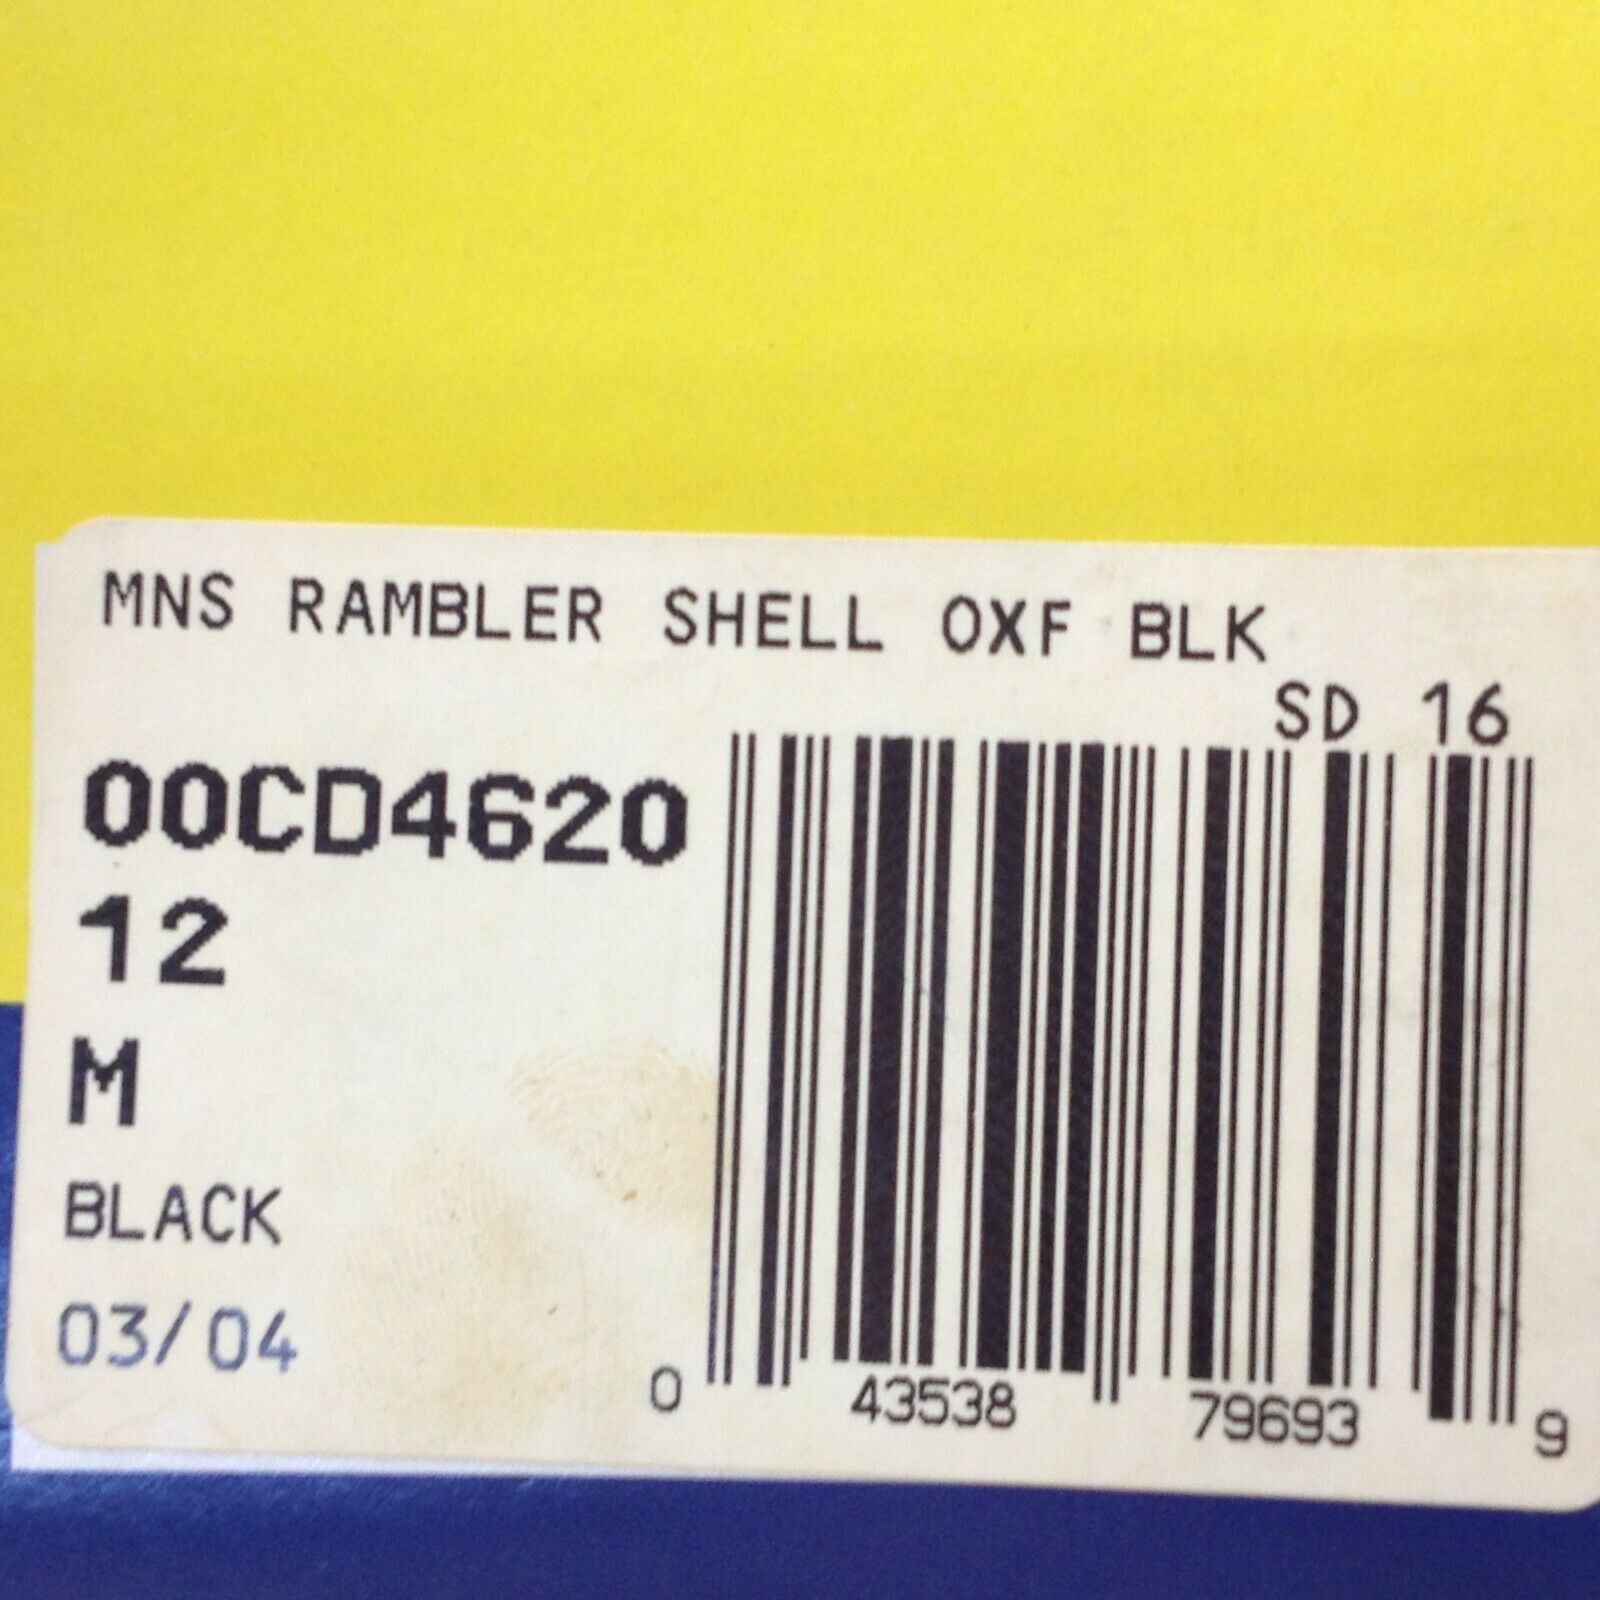 MNS RAMBLER SHELL OXF BLK
SD 16
00CD4620
12
M
BLACK
03/04
0 43538 79693 9